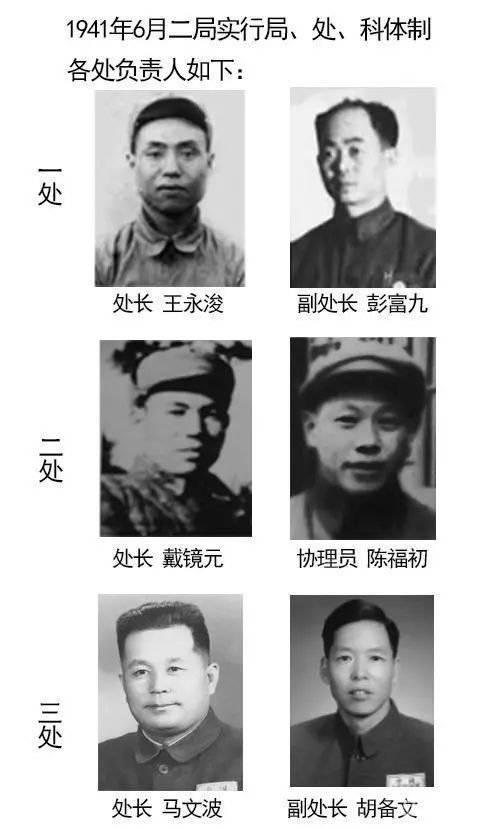 1941年6月二局实行局、处、科体制
各处负责人如下：
一处
处长 王永浚
副处长 彭富九
二处
处长 戴镜元
协理员 陈福初
三处
处长 马文波
副处长 胡备文